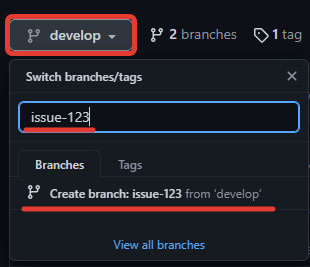 develop 2 branches 1 tag
Switch branches/tags
issue-123
Branches Tags
Create branch: issue-123 from 'develop'
View all branches